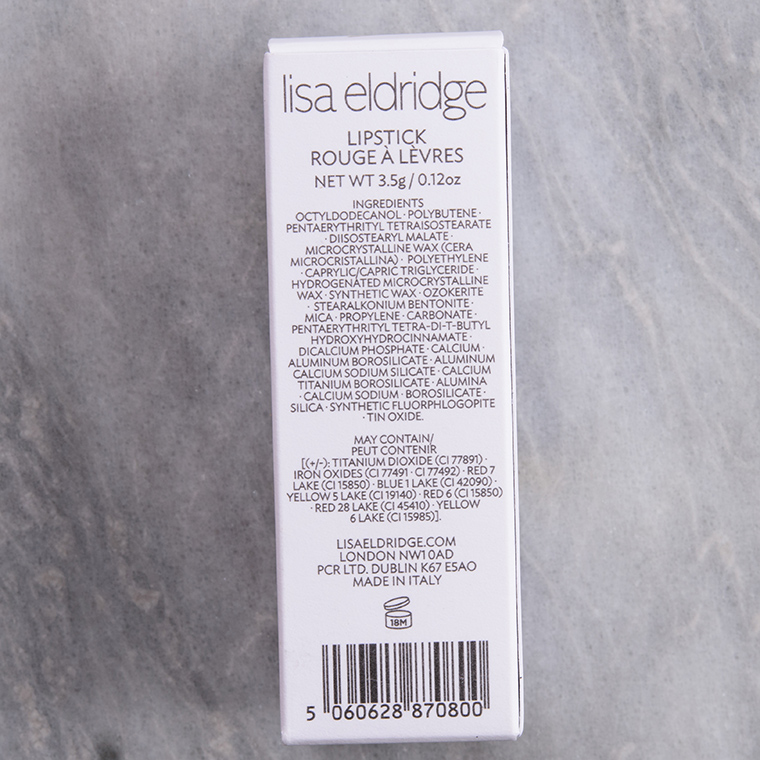 lisa eldridge
LIPSTICK
ROUGE À LÈVRES
NET WT 3.5g / 0.12oz
INGREDIENTS
OCTYLDODECANOL · POLYBUTENE ·
PENTAERYTHRITYL TETRAISOSTEARATE
· DIISOSTEARYL MALATE ·
MICROCRYSTALLINE WAX (CERA
MICROCRISTALLINA) · POLYETHYLENE
· CAPRYLIC/CAPRIC TRIGLYCERIDE ·
HYDROGENATED MICROCRYSTALLINE
WAX · SYNTHETIC WAX · OZOKERITE
· STEARALKONIUM BENTONITE ·
MICA · PROPYLENE · CARBONATE ·
PENTAERYTHRITYL TETRA-DI-T-BUTYL
HYDROXYHYDROCINNAMATE ·
DICALCIUM PHOSPHATE · CALCIUM ·
ALUMINUM BOROSILICATE · ALUMINUM
CALCIUM SODIUM SILICATE · CALCIUM
TITANIUM BOROSILICATE · ALUMINA
· CALCIUM SODIUM · BOROSILICATE ·
SILICA · SYNTHETIC FLUORPHLOGOPITE
· TIN OXIDE.
MAY CONTAIN/
PEUT CONTENIR
[(+/-): TITANIUM DIOXIDE (CI 77891) ·
IRON OXIDES (CI 77491 · CI 77492) · RED 7
LAKE (CI 15850) · BLUE 1 LAKE (CI 42090) ·
YELLOW 5 LAKE (CI 19140) · RED 6 (CI 15850)
· RED 28 LAKE (CI 45410) · YELLOW
6 LAKE (CI 15985)].
LISAELDRIDGE.COM
LONDON NW1 0AD
PCR LTD. DUBLIN K67 E5AO
MADE IN ITALY
18M
5 060628 870800